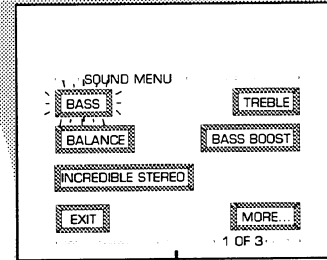 SOUND MENU
BASS TREBLE
BALANCE BASS BOOST
INCREDIBLE STEREO
EXIT MORE...
1 OF 3